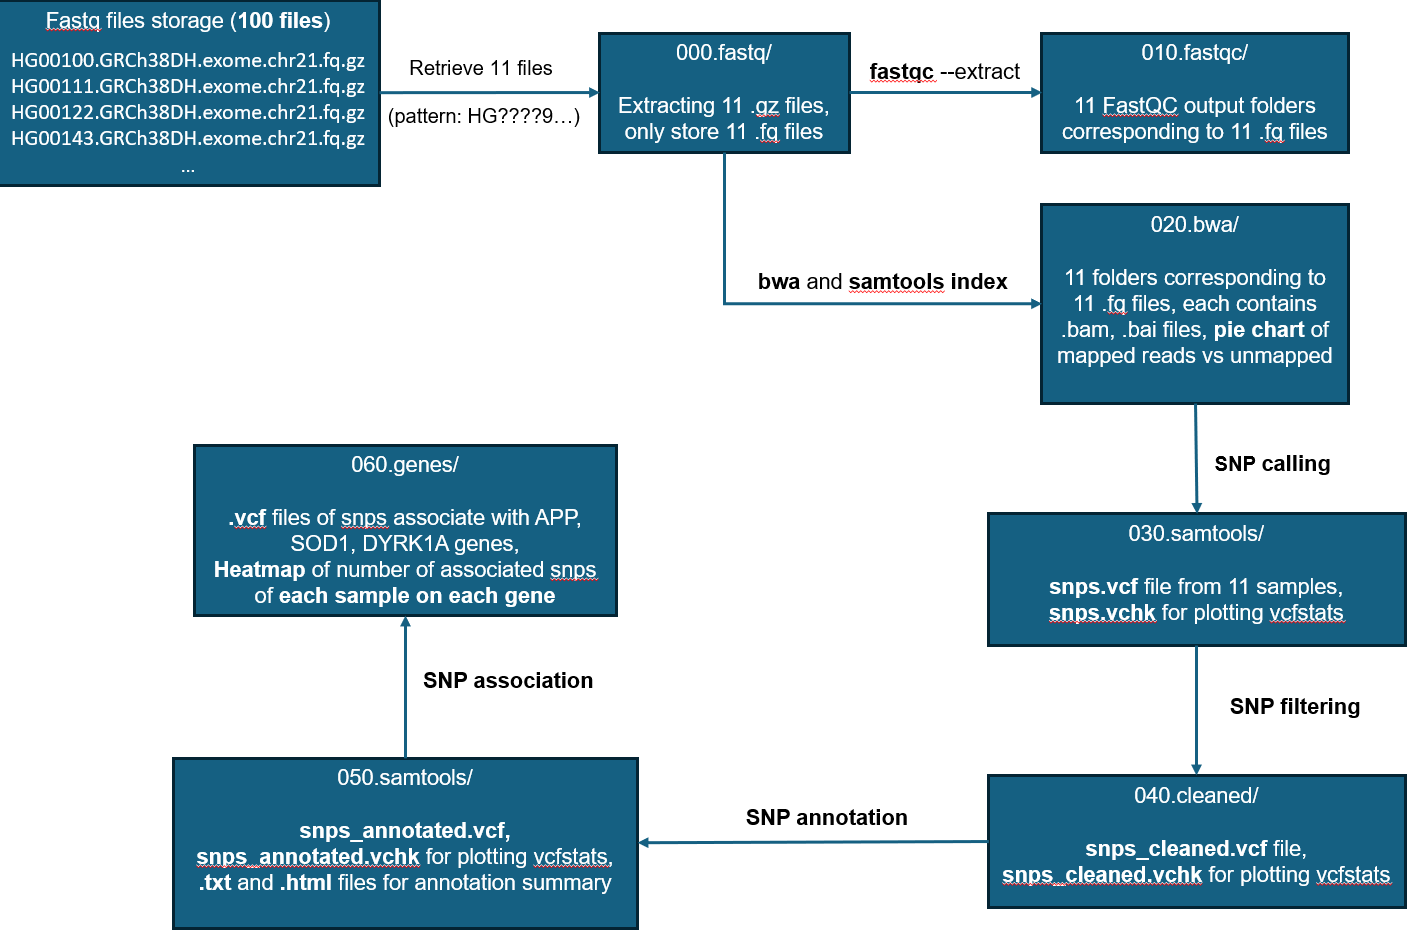 Fastq files storage (100 files)
HG00100.GRCh38DH.exome.chr21.fq.gz
HG00111.GRCh38DH.exome.chr21.fq.gz
HG00122.GRCh38DH.exome.chr21.fq.gz
HG00143.GRCh38DH.exome.chr21.fq.gz
...
Retrieve 11 files
(pattern: HG????9...)
000.fastq/
Extracting 11 .gz files,
only store 11 .fq files
fastqc --extract
010.fastqc/
11 FastQC output folders
corresponding to 11 .fq files
bwa and samtools index
020.bwa/
11 folders corresponding to
11 .fq files, each contains
.bam, .bai files, pie chart of
mapped reads vs unmapped
SNP calling
030.samtools/
snps.vcf file from 11 samples,
snps.vchk for plotting vcfstats
SNP filtering
040.cleaned/
snps_cleaned.vcf file,
snps_cleaned.vchk for plotting vcfstats
SNP annotation
050.samtools/
snps_annotated.vcf,
snps_annotated.vchk for plotting vcfstats,
.txt and .html files for annotation summary
SNP association
060.genes/
.vcf files of snps associate with APP,
SOD1, DYRK1A genes,
Heatmap of number of associated snps
of each sample on each gene